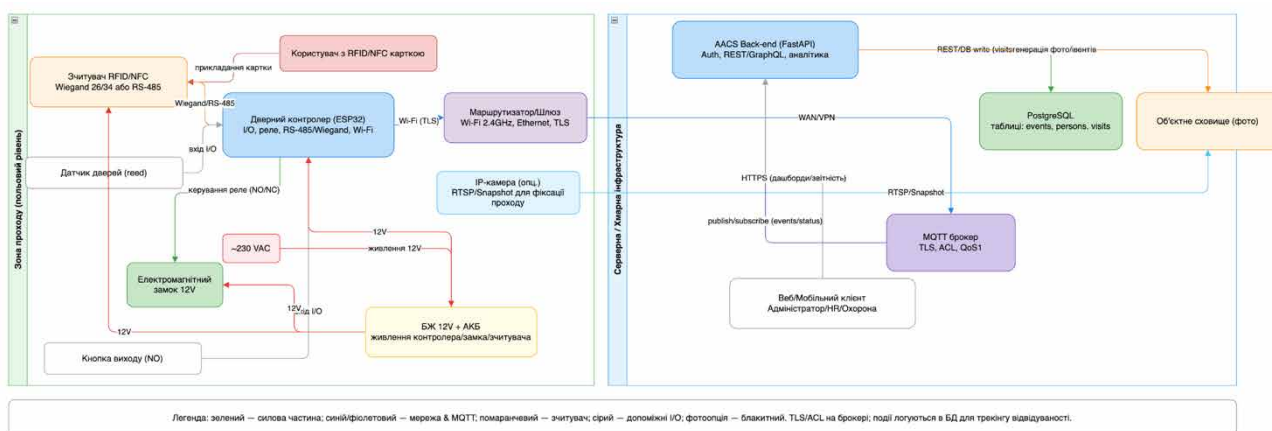 Зона проходу (польовий рівень)
Користувач з RFID/NFC карткою
прикладання картки
Зчитувач RFID/NFC
Wiegand 26/34 або RS-485
Wiegand/RS-485
Дверний контролер (ESP32)
I/O, реле, RS-485/Wiegand, Wi-Fi
Wi-Fi (TLS)
Маршрутизатор/Шлюз
Wi-Fi 2.4GHz, Ethernet, TLS
вхід I/O
Датчик дверей (reed)
керування реле (NO/NC)
IP-камера (опц.)
RTSP/Snapshot для фіксації
проходу
12V
~230 VAC
живлення 12V
Електромагнітний
замок 12V
12V
хід I/O
12V
БЖ 12V + АКБ
живлення контролера/замка/зчитувача
Кнопка виходу (NO)
Серверна / Хмарна інфраструктура
AACS Back-end (FastAPI)
Auth, REST/GraphQL, аналітика
REST/DB write (visits
генерація фото/івентів
PostgreSQL
таблиці: events, persons. visits
Об'єктне сховище (фото)
WAN/VPN
HTTPS (дашборди/звітність)
RTSP/Snapshot
publish/subscribe (events/status)
MQTT брокер
TLS, ACL, QoS1
Веб/Мобільний клієнт
Адміністратор/HR/Охорона
Легенда: зелений — силова частина; синій/фіолетовий — мережа & MQTT; помаранчевий — зчитувач; сірий — допоміжні I/O; фотоопція — блакитний. TLS/ACL на брокері; події логуються в БД для трекінгу відвідуваності.